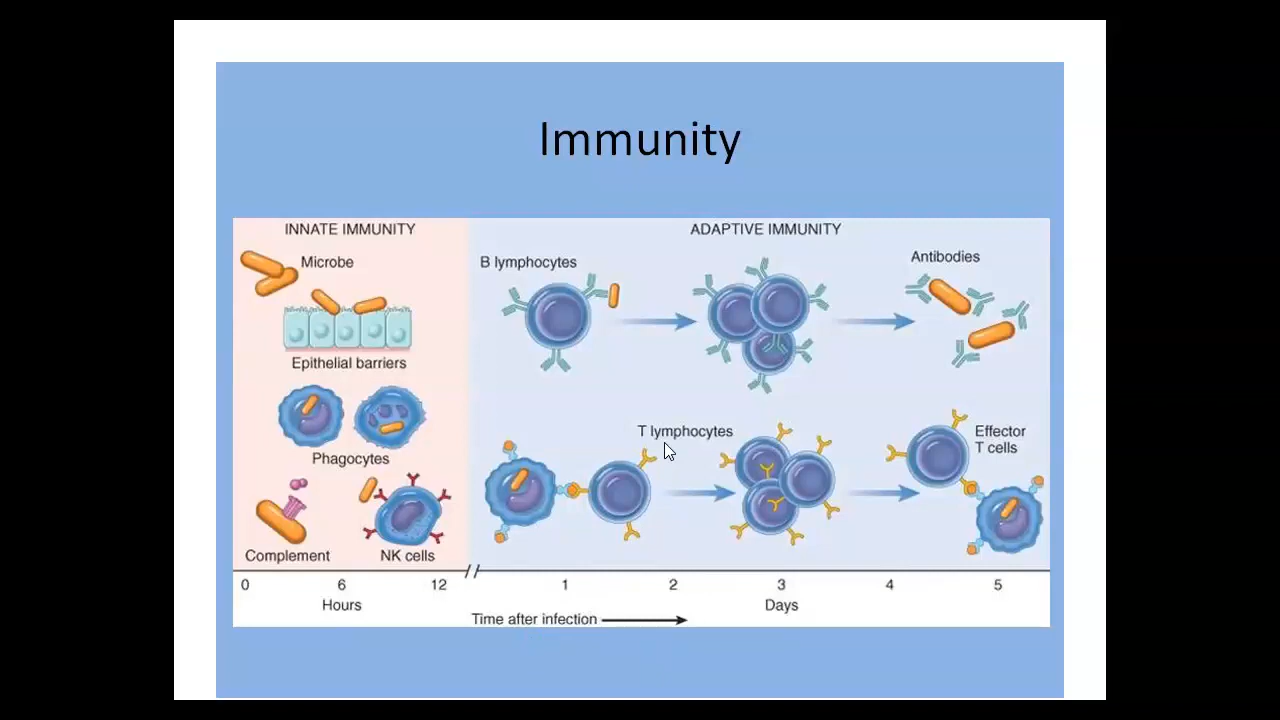 Immunity
INNATE IMMUNITY
Microbe
Epithelial barriers
Phagocytes
Complement
NK cells
ADAPTIVE IMMUNITY
B lymphocytes
Antibodies
T lymphocytes
Effector
T cells
0 6 12 1 2 3 4 5
Hours
Days
Time after infection